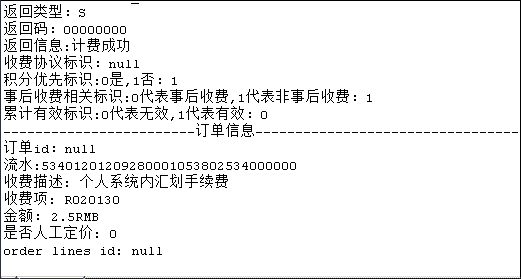 返回类型: S
返回码: 00000000
返回信息:计费成功
收费协议标识: null
积分优先标识:0是,1否: 1
事后收费相关标识:0代表事后收费,1代表非事后收费: 1
累计有效标识:0代表无效,1代表有效: 0
------------------------订单信息---------------------------------
订单id: null
流水:53401201209280001053802534000000
收费描述: 个人系统内汇划手续费
收费项: R020130
金额: 2.5RMB
是否人工定价: 0
order lines id: null